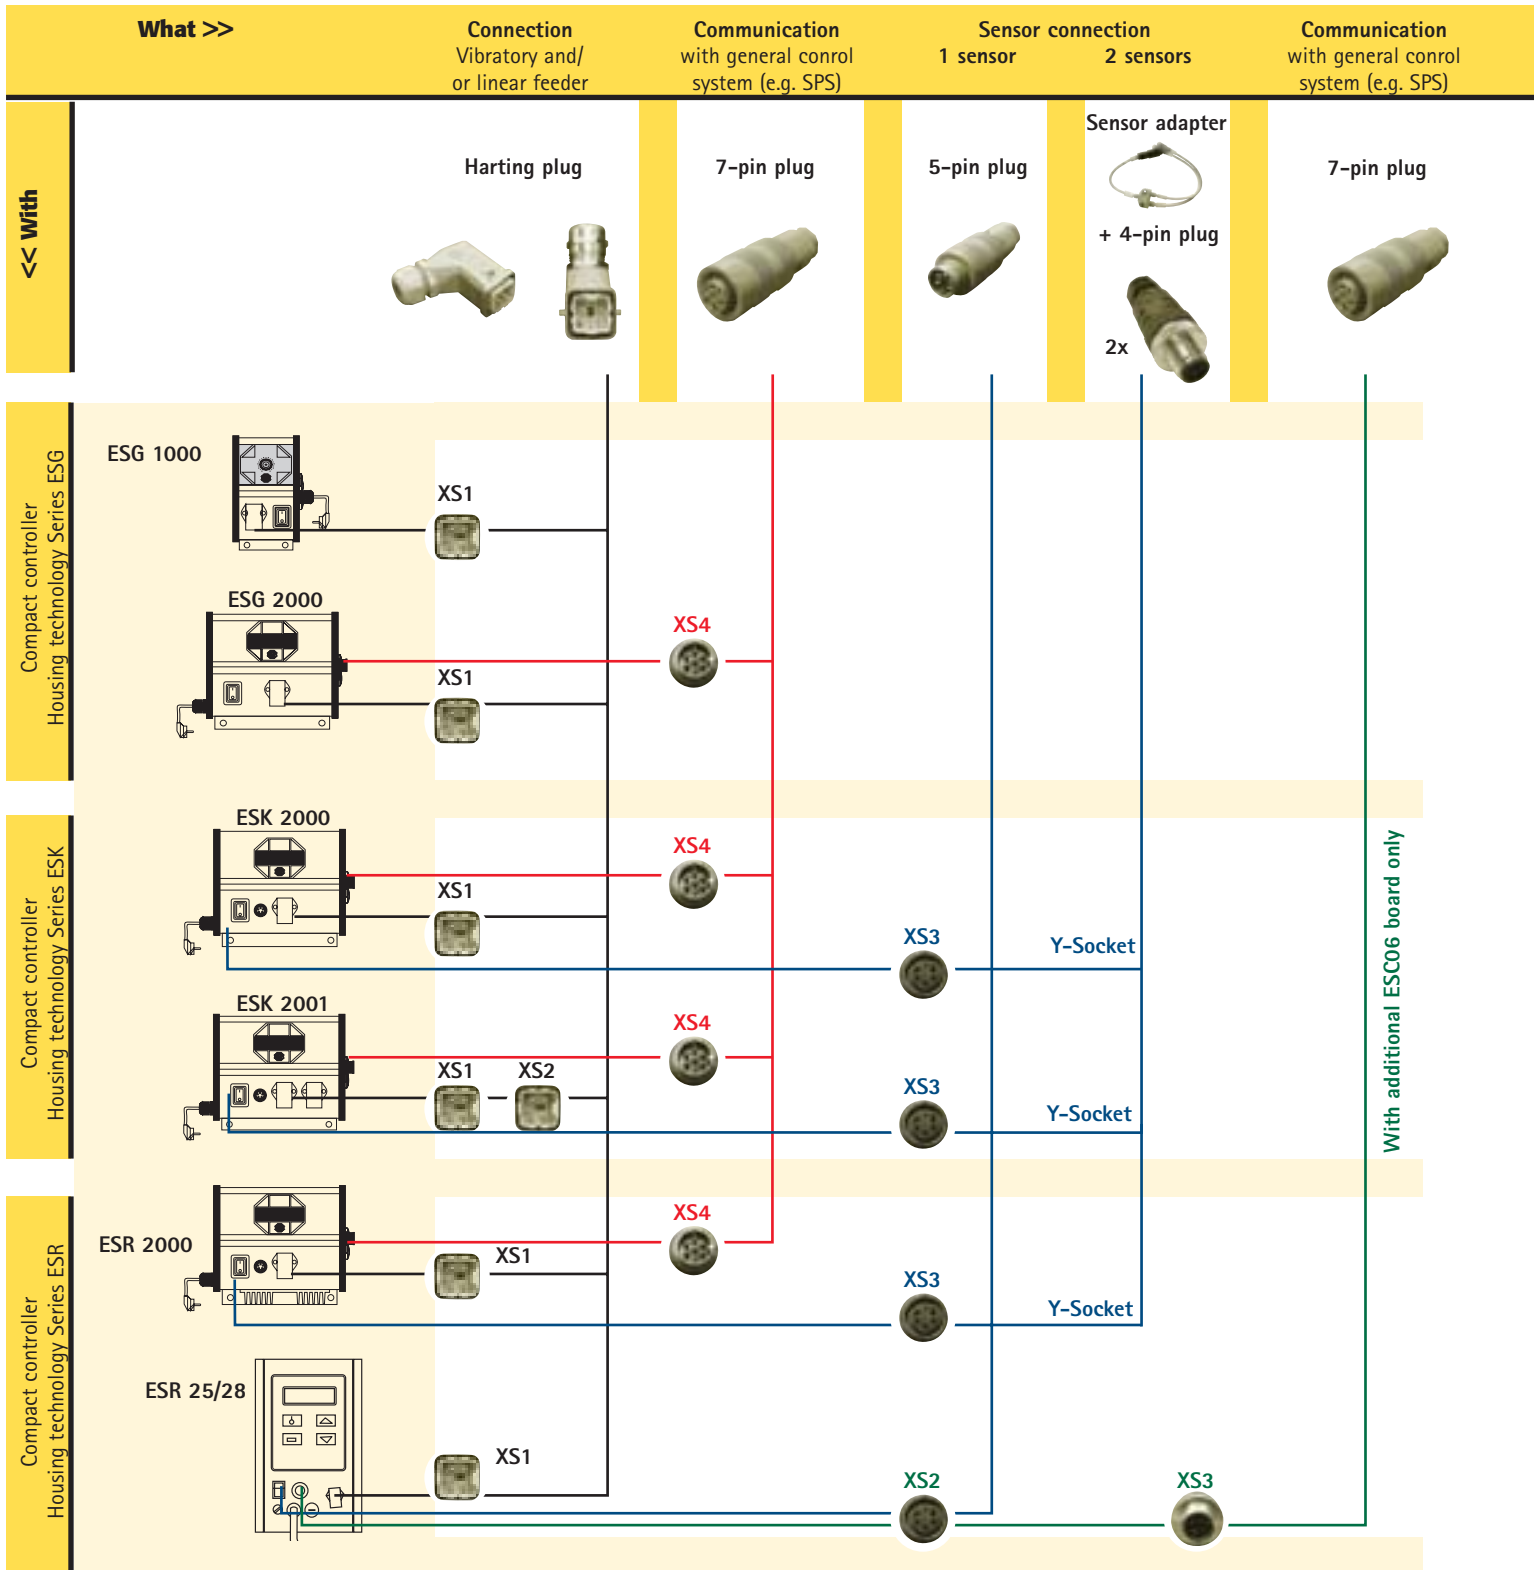 What >>
Connection
Vibratory and/
or linear feeder
Communication
with general conrol
system (e.g. SPS)
Sensor connection
1 sensor
2 sensors
Communication
with general conrol
system (e.g. SPS)
<< With
Harting plug
7-pin plug
5-pin plug
Sensor adapter
+ 4-pin plug
2x
7-pin plug
Compact controller
Housing technology Series ESG
ESG 1000
XS1
ESG 2000
XS4
XS1
Compact controller
Housing technology Series ESK
ESK 2000
XS4
XS1
XS3
Y-Socket
ESK 2001
XS4
XS1
XS2
XS3
Y-Socket
With additional ESC06 board only
Compact controller
Housing technology Series ESR
ESR 2000
XS4
XS1
XS3
Y-Socket
ESR 25/28
XS1
XS2
XS3